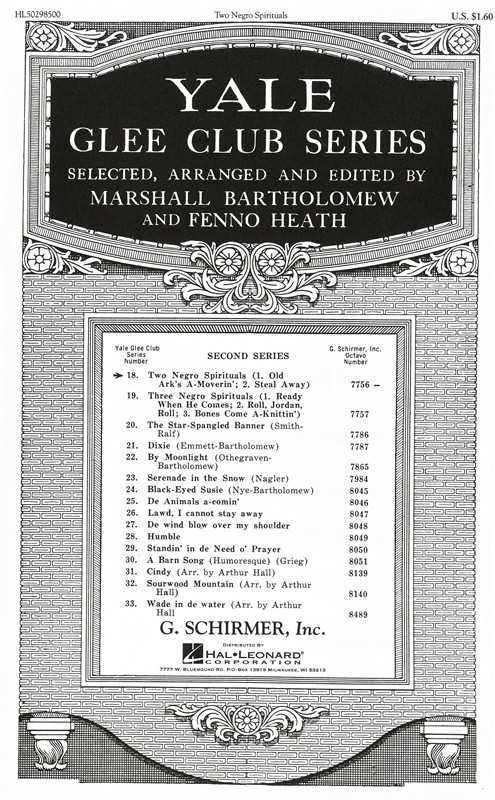 HL50298500 Two Negro Spirituals U.S. $1.60
YALE
GLEE CLUB SERIES
SELECTED, ARRANGED AND EDITED BY
MARSHALL BARTHOLOMEW
AND FENNO HEATH
Yale Glee Club
Series
Number
SECOND SERIES
G. Schirmer, Inc.
Octavo
Number
18. Two Negro Spirituals (1. Old
Ark's A-Moverin'; 2. Steal Away) 7756 –
19. Three Negro Spirituals (1. Ready
When He Comes; 2. Roll, Jordan,
Roll; 3. Bones Come A-Knittin') 7757
20. The Star-Spangled Banner (Smith-
Ralf) 7786
21. Dixie (Emmett-Bartholomew) 7787
22. By Moonlight (Othegraven-
Bartholomew) 7865
23. Serenade in the Snow (Nagler) 7984
24. Black-Eyed Susie (Nye-Bartholomew) 8045
25. De Animals a-comin' 8046
26. Lawd, I cannot stay away 8047
27. De wind blow over my shoulder 8048
28. Humble 8049
29. Standin' in de Need o' Prayer 8050
30. A Barn Song (Humoresque) (Grieg) 8051
31. Cindy (Arr. by Arthur Hall) 8139
32. Sourwood Mountain (Arr. by Arthur
Hall) 8140
33. Wade in de water (Arr. by Arthur
Hall 8489
G. SCHIRMER, Inc.
DISTRIBUTED BY
HAL•LEONARD®
CORPORATION
7777 W. BLUEMOUND RD. P.O. BOX 13819 MILWAUKEE, WI 53213